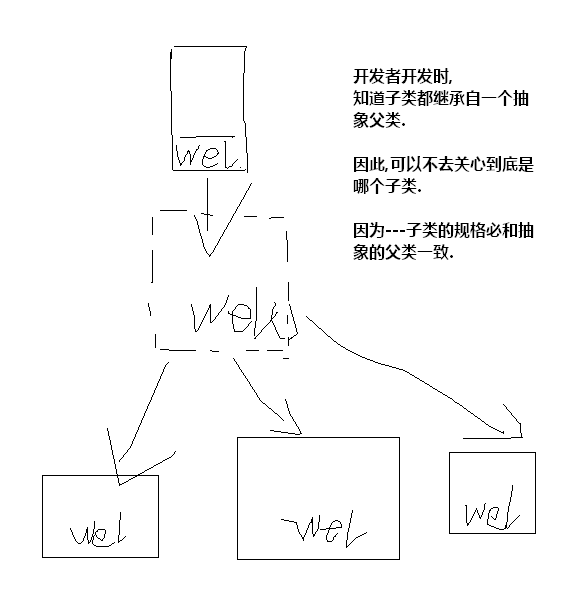 开发者开发时,
知道子类都继承自一个抽
象父类.
因此,可以不去关心到底是
哪个子类.
因为---子类的规格必和抽
象的父类一致.
wel
wel()
wel
wel
wel